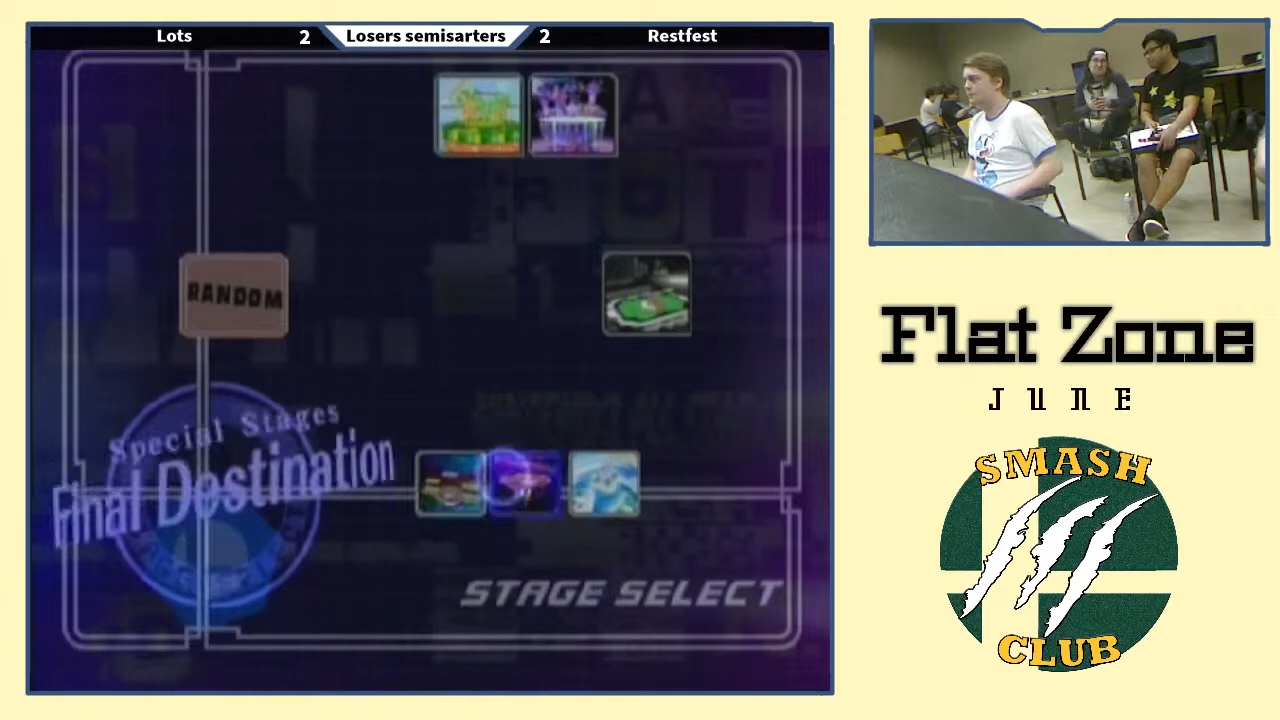 Lots 2 Losers semisarters 2 Restfest
RANDOM
Special Stages
Final Destination
STAGE SELECT
Flat Zone
JUNE
SMASH
CLUB